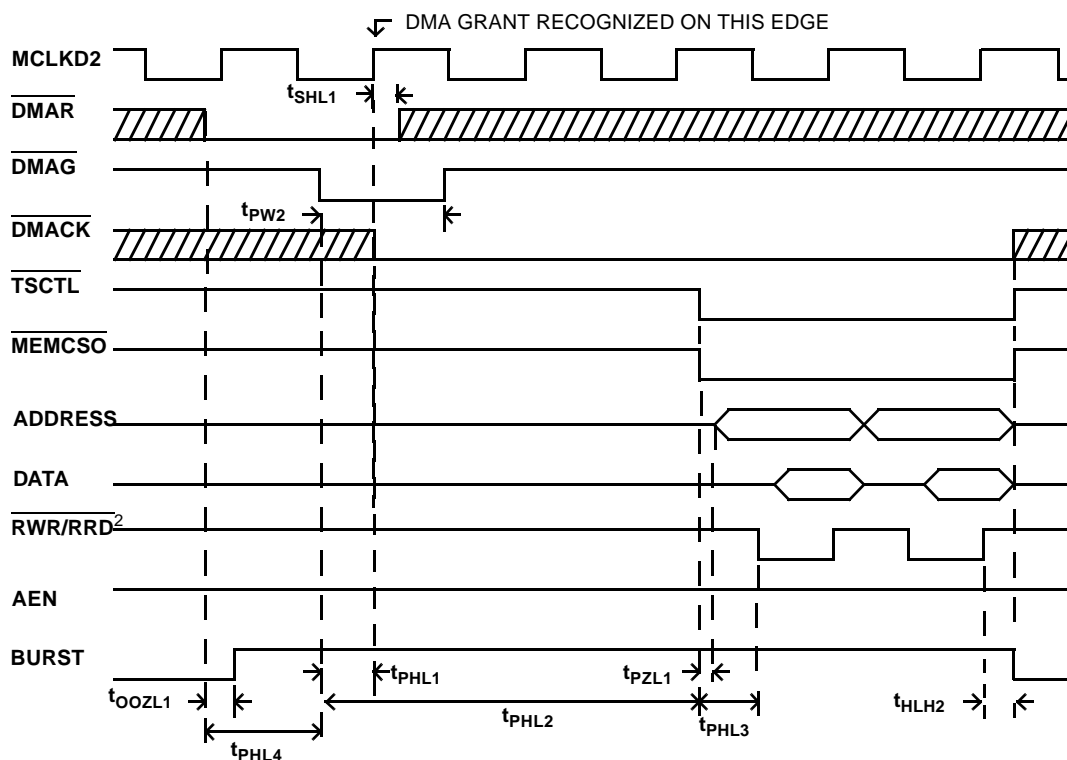 DMA GRANT RECOGNIZED ON THIS EDGE
MCLKD2
tSHL1
DMAR
DMAG
tPW2
DMACK
TSCTL
MEMCSO
ADDRESS
DATA
RWR/RRD2
AEN
BURST
tPHL1
tPZL1
tOOZL1
tPHL2
tPHL3
tHLH2
tPHL4